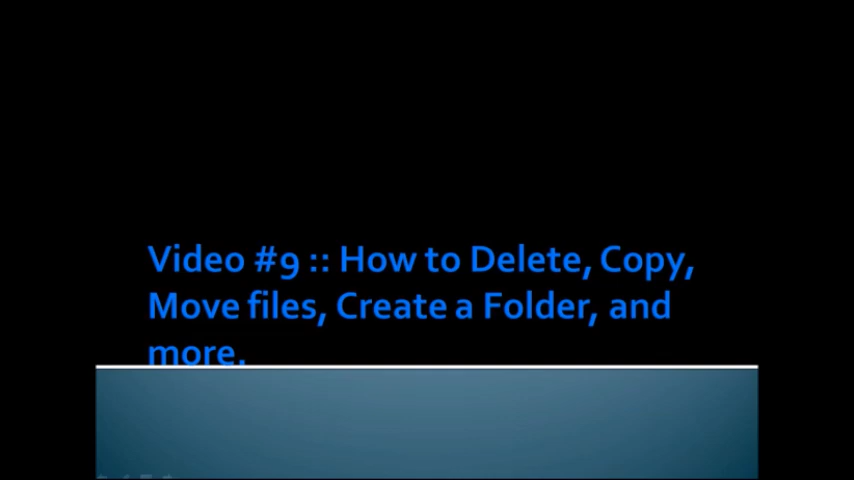 Video #9 :: How to Delete, Copy,
Move files, Create a Folder, and
more.